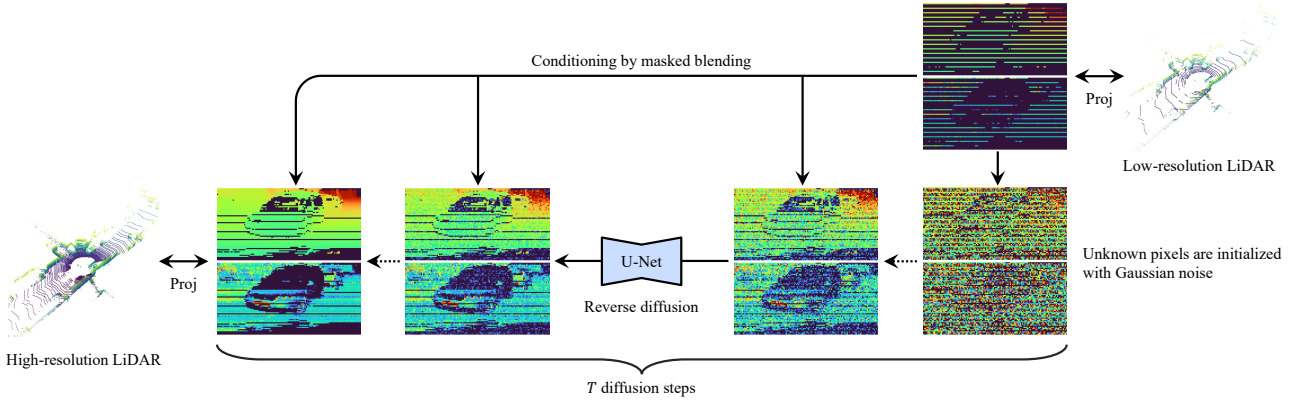 Conditioning by masked blending
Proj
Low-resolution LiDAR
Unknown pixels are initialized
with Gaussian noise
U-Net
Reverse diffusion
Proj
High-resolution LiDAR
T diffusion steps